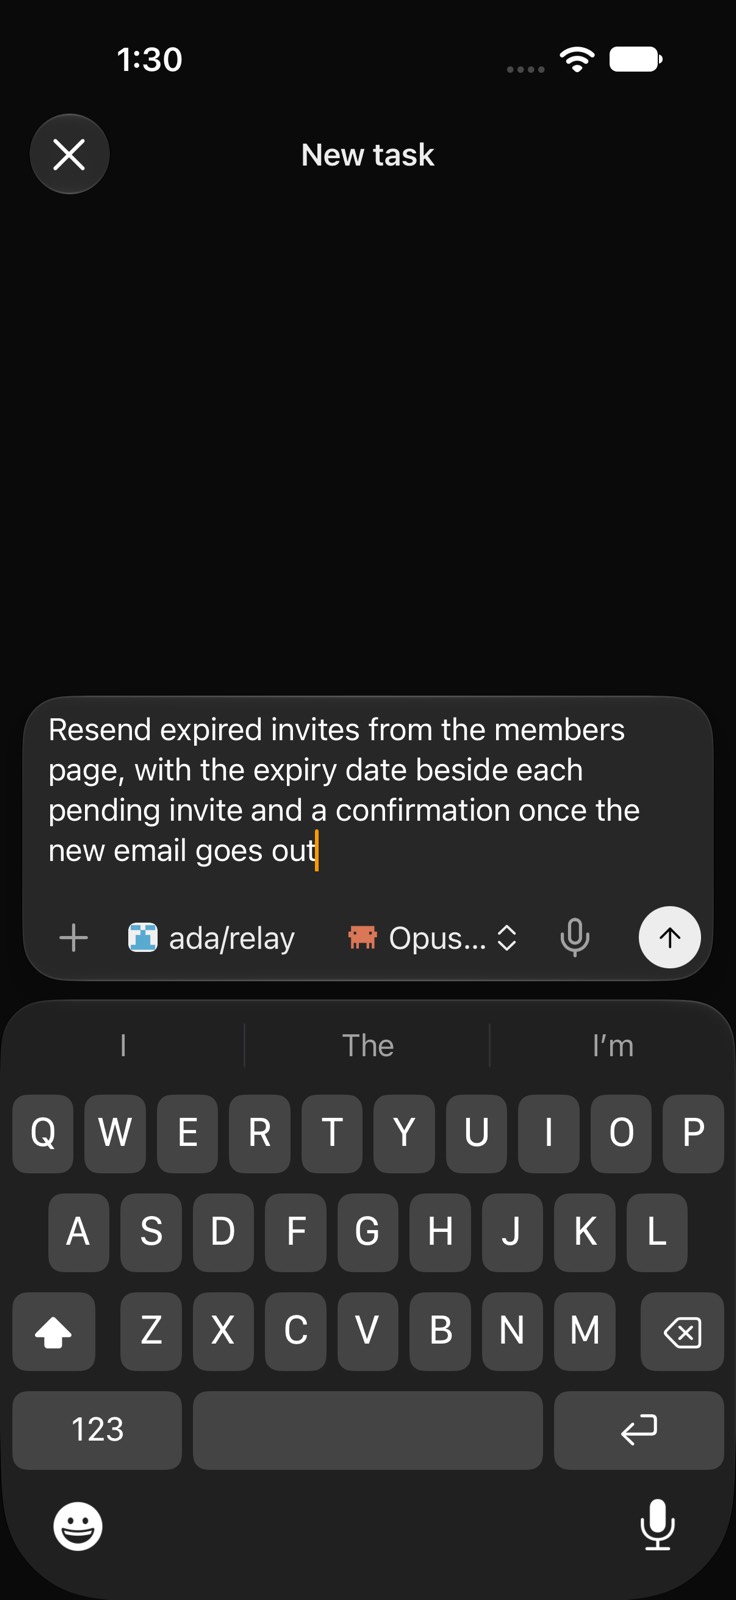 1:30
New task
Resend expired invites from the members
page, with the expiry date beside each
pending invite and a confirmation once the
new email goes out
ada/relay
Opus...
I
The
I’m
Q W E R T Y U I O P
A S D F G H J K L
Z X C V B N M
123